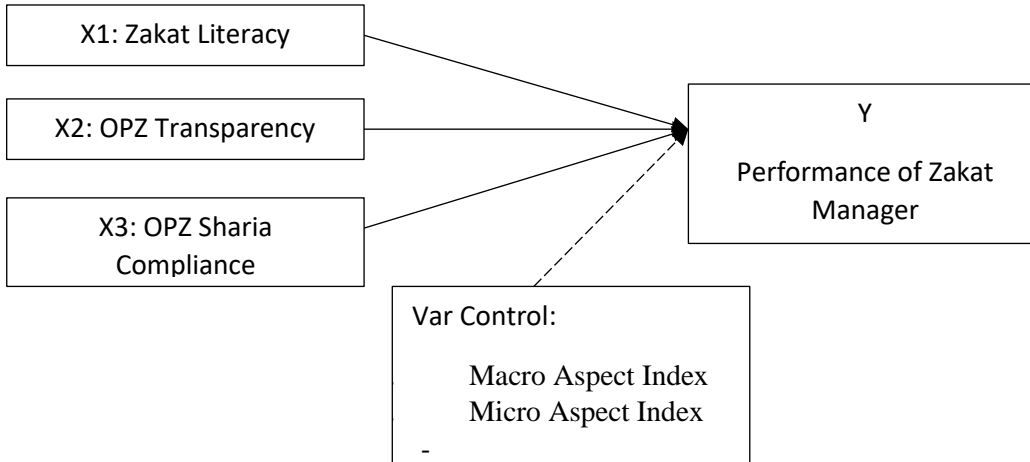 X1: Zakat Literacy
X2: OPZ Transparency
X3: OPZ Sharia
Compliance
Y
Performance of Zakat
Manager
Var Control:
Macro Aspect Index
Micro Aspect Index
-